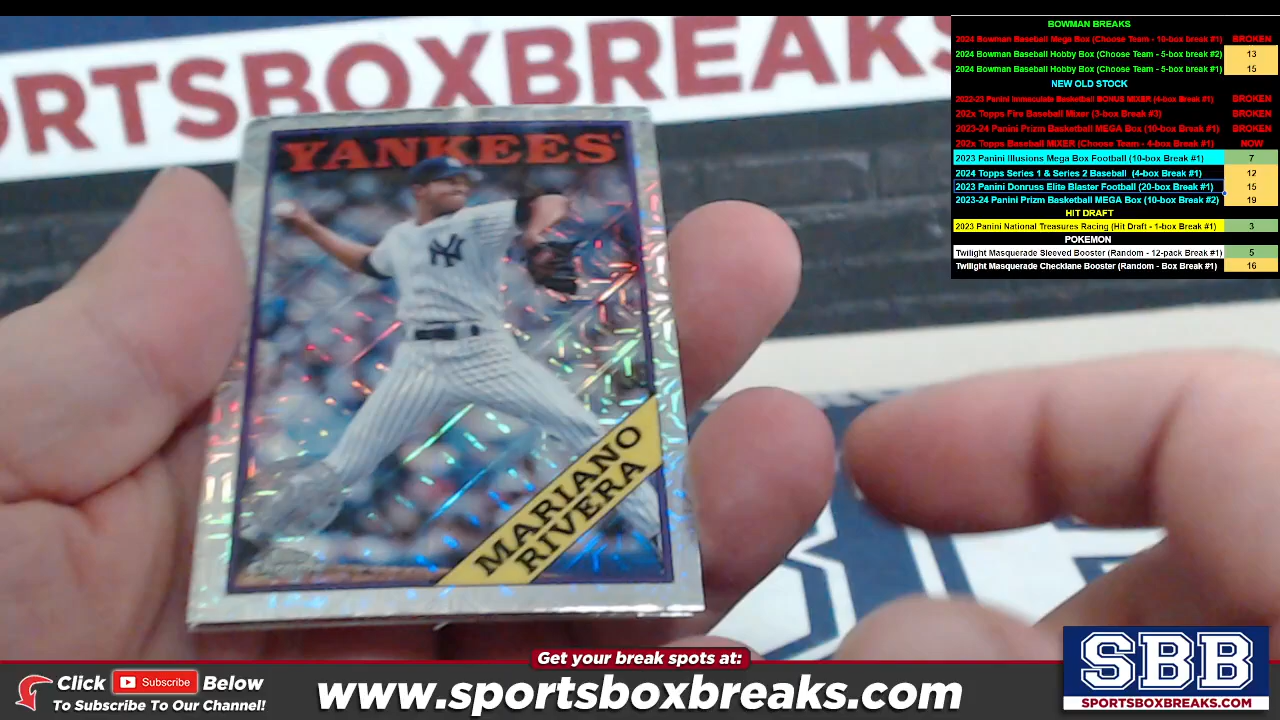 SPORTSBOXBREAKS
BOWMAN BREAKS
2024 Bowman Baseball Mega Box (Choose Team - 10-box break #1) BROKEN
2024 Bowman Baseball Hobby Box (Choose Team - 5-box break #2) 13
2024 Bowman Baseball Hobby Box (Choose Team - 5-box break #1) 15
NEW OLD STOCK
2022-23 Panini Immaculate Basketball BONUS MIXER (4-box Break #1) BROKEN
202x Topps Fire Baseball Mixer (3-box Break #3) BROKEN
2023-24 Panini Prizm Basketball MEGA Box (10-box Break #1) BROKEN
202x Topps Baseball MIXER (Choose Team - 4-box Break #1) NOW
2023 Panini Illusions Mega Box Football (10-box Break #1) 7
2024 Topps Series 1 & Series 2 Baseball (4-box Break #1) 12
2023 Panini Donruss Elite Blaster Football (20-box Break #1) 15
2023-24 Panini Prizm Basketball MEGA Box (10-box Break #2) 19
HIT DRAFT
2023 Panini National Treasures Racing (Hit Draft - 1-box Break #1) 3
POKEMON
Twilight Masquerade Sleeved Booster (Random - 12-pack Break #1) 5
Twilight Masquerade Checklane Booster (Random - Box Break #1) 16
YANKEES
NY
MARIANO
RIVERA
Get your break spots at:
Click Subscribe Below
To Subscribe To Our Channel!
www.sportsboxbreaks.com
SBB
SPORTSBOXBREAKS.COM